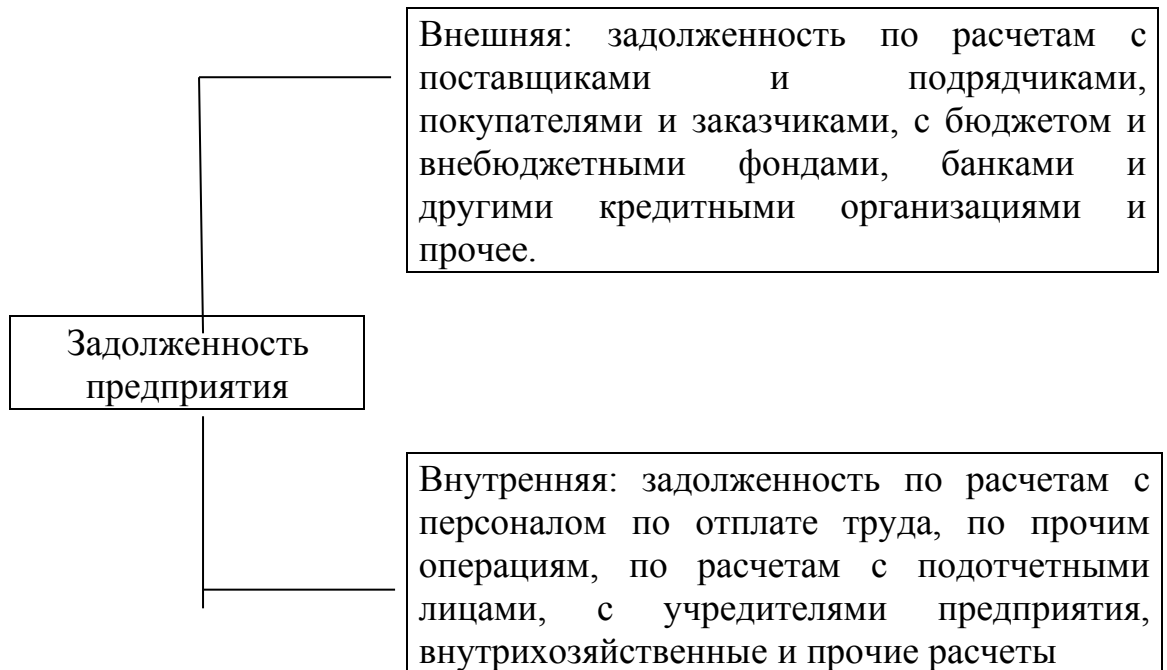 Внешняя: задолженность по расчетам с
поставщиками и подрядчиками,
покупателями и заказчиками, с бюджетом и
внебюджетными фондами, банками и
другими кредитными организациями и
прочее.
Задолженность
предприятия
Внутренняя: задолженность по расчетам с
персоналом по отплате труда, по прочим
операциям, по расчетам с подотчетными
лицами, с учредителями предприятия,
внутрихозяйственные и прочие расчеты